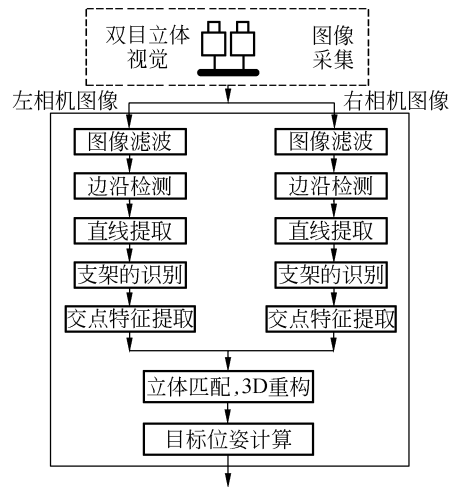 双目立体
视觉
图像
采集
左相机图像
右相机图像
图像滤波
图像滤波
边沿检测
边沿检测
直线提取
直线提取
支架的识别
支架的识别
交点特征提取
交点特征提取
立体匹配,3D重构
目标位姿计算